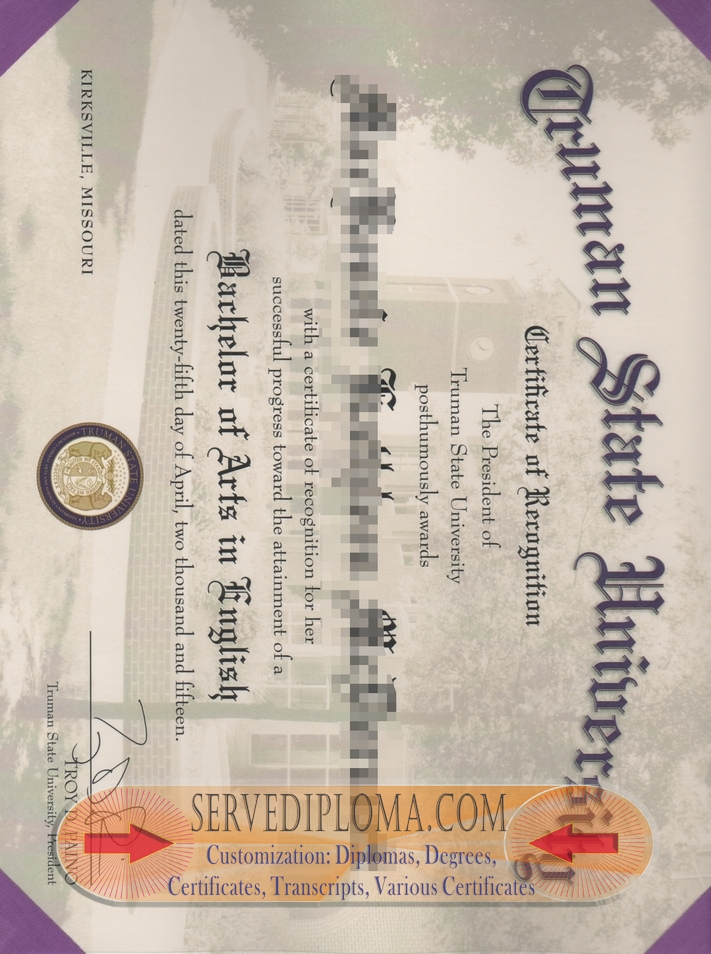 Truman State University
Certificate of Recognition
The President of
Truman State University
posthumously awards
with a certificate of recognition for her
successful progress toward the attainment of a
Bachelor of Arts in English
dated this twenty-fifth day of April, two thousand and fifteen.
KIRKSVILLE, MISSOURI
TRUMAN STATE UNIVERSITY
TROY D. PAINO
Truman State University, President
SERVEDIPLOMA.COM
Customization: Diplomas, Degrees,
Certificates, Transcripts, Various Certificates